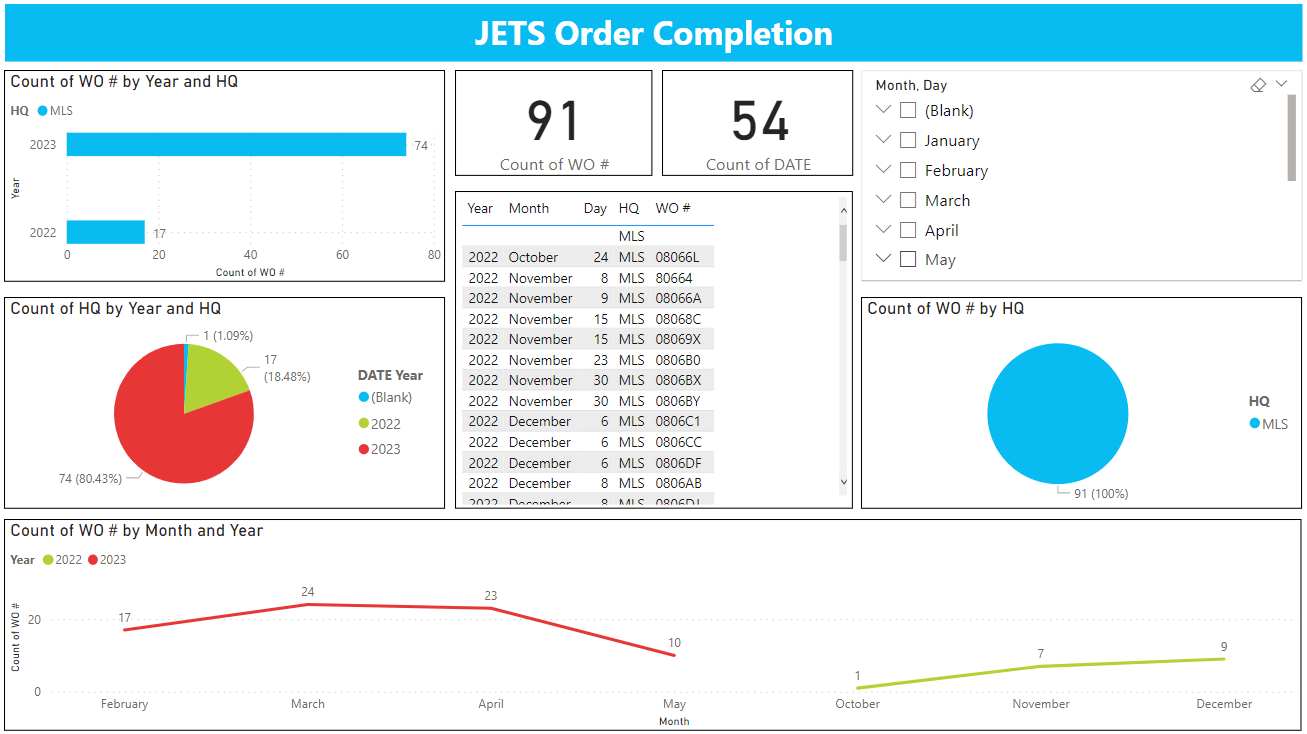 JETS Order Completion
Count of WO # by Year and HQ
HQ MLS
2023 74
Year
2022 17
0 20 40 60 80
Count of WO #
91
Count of WO #
54
Count of DATE
Month, Day
(Blank)
January
February
March
April
May
Year Month Day HQ WO #
MLS
2022 October 24 MLS 08066L
2022 November 8 MLS 80664
2022 November 9 MLS 08066A
2022 November 15 MLS 08068C
2022 November 15 MLS 08069X
2022 November 23 MLS 0806B0
2022 November 30 MLS 0806BX
2022 November 30 MLS 0806BY
2022 December 6 MLS 0806C1
2022 December 6 MLS 0806CC
2022 December 6 MLS 0806DF
2022 December 8 MLS 0806AB
2022 December 8 MLS
Count of HQ by Year and HQ
1 (1.09%)
17
(18.48%)
74 (80.43%)
DATE Year
(Blank)
2022
2023
Count of WO # by HQ
HQ
MLS
91 (100%)
Count of WO # by Month and Year
Year 2022 2023
Count of WO #
20
0
17 24 23 10 1 7 9
February March April May October November December
Month